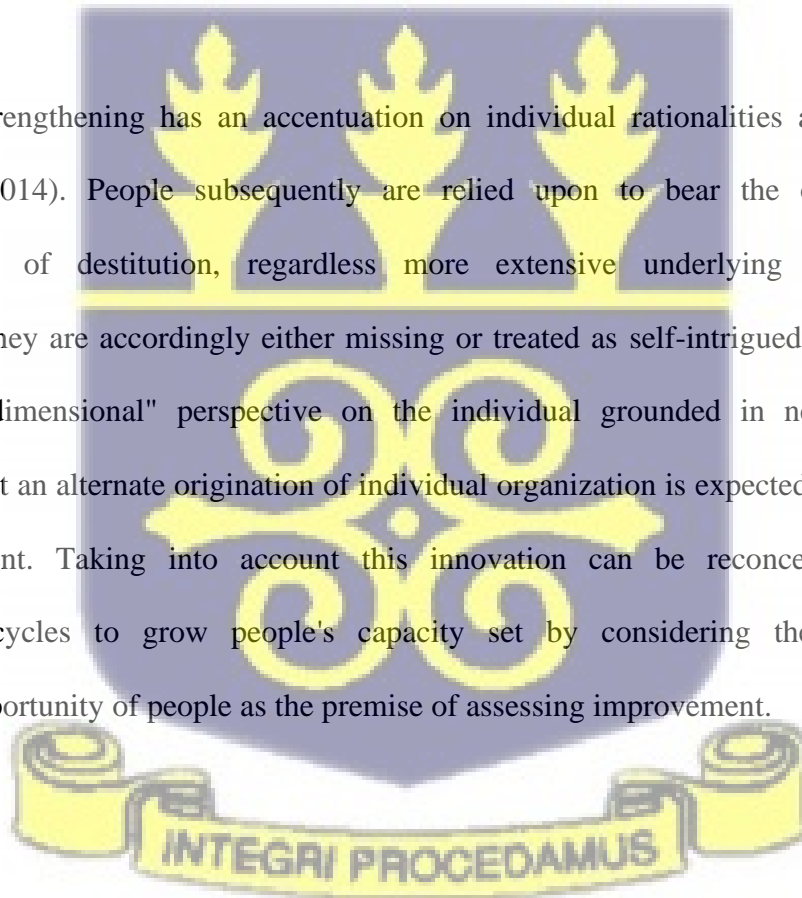 rengthening has an accentuation on individual rationalities a
014). People subsequently are relied upon to bear the
of destitution, regardless more extensive underlying
hey are accordingly either missing or treated as self-intrigued
dimensional" perspective on the individual grounded in n
t an alternate origination of individual organization is expected
nt. Taking into account this innovation can be reconce
cycles to grow people's capacity set by considering the
portunity of people as the premise of assessing improvement.
INTEGRI PROCEDAMUS